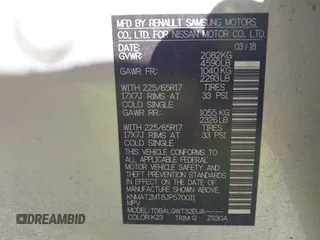 MFD BY RENAULT SAMSUNG MOTORS
CO., LTD. FOR NISSAN MOTOR CO., LTD.
DATE: 03/18
GVWR: 2082KG
4590LB
GAWR FR: 1040 KG
2293LB
WITH 225/65R17 TIRES
17X7J RIMS AT 33 PSI
COLD SINGLE
GAWR RR: 1055 KG
2326LB
WITH 225/65R17 TIRES
17X7J RIMS AT 33 PSI
COLD SINGLE
THIS VEHICLE CONFORMS TO ALL
APPLICABLE FEDERAL MOTOR
VEHICLE SAFETY AND
THEFT PREVENTION STANDARDS
IN EFFECT ON THE DATE OF
MANUFACTURE SHOWN ABOVE.
KNMAT2MT8JP570011
MPV
MODEL: TDBALQWT32EUA
COLOR: K23 TRIM: G